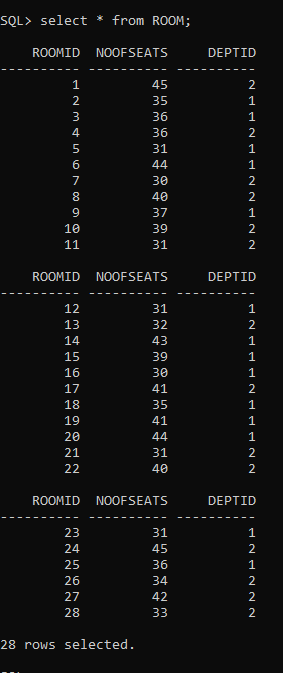 SQL> select * from ROOM;
ROOMID NOOFSEATS DEPTID
---------- ---------- ----------
1 45 2
2 35 1
3 36 1
4 36 2
5 31 1
6 44 1
7 30 2
8 40 2
9 37 1
10 39 2
11 31 2
ROOMID NOOFSEATS DEPTID
---------- ---------- ----------
12 31 1
13 32 2
14 43 1
15 39 1
16 30 1
17 41 2
18 35 1
19 41 1
20 44 1
21 31 2
22 40 2
ROOMID NOOFSEATS DEPTID
---------- ---------- ----------
23 31 1
24 45 2
25 36 1
26 34 2
27 42 2
28 33 2
28 rows selected.